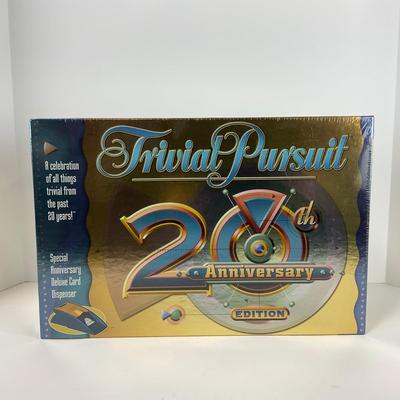 Trivial Pursuit
A celebration
of all things
trivial from
the past
20 years!™
Special
Anniversary
Deluxe Card
Dispenser
20th
Anniversary
EDITION